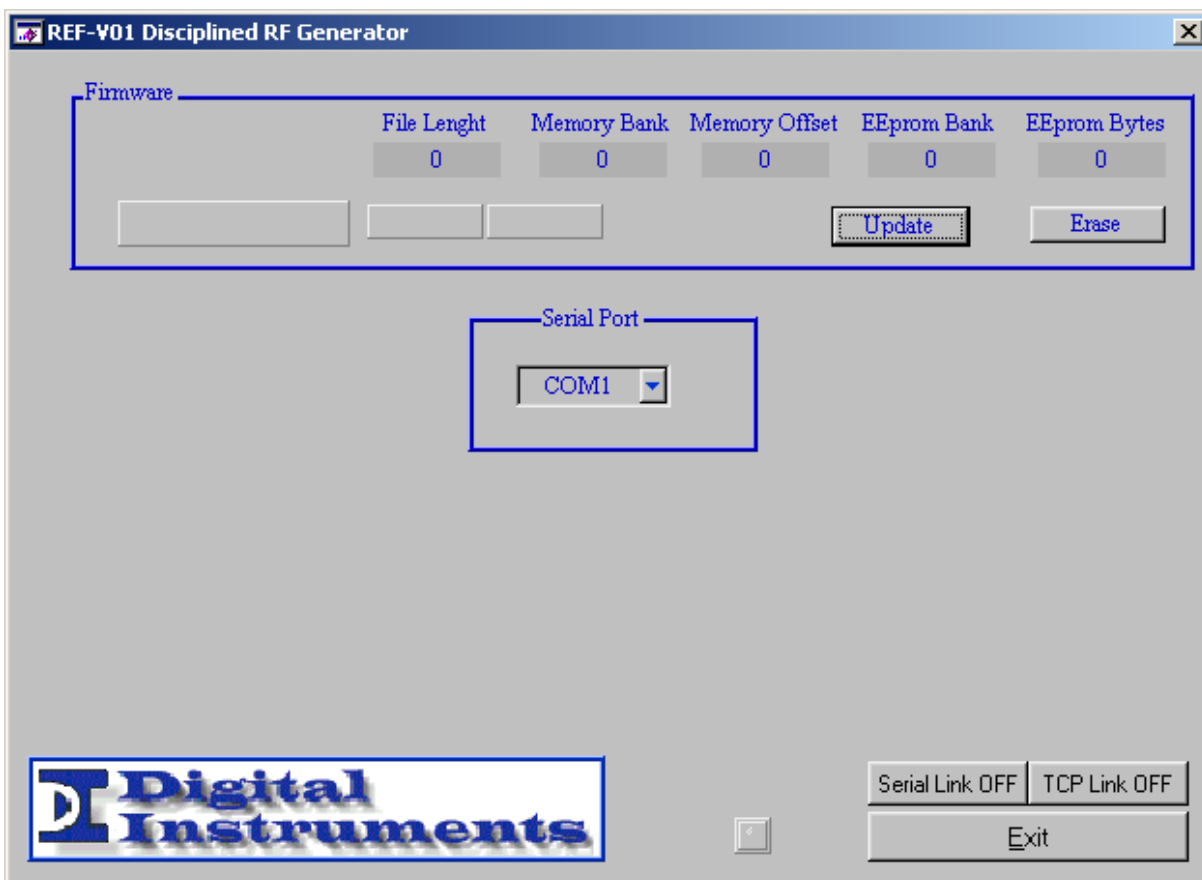 REF-V01 Disciplined RF Generator
Firmware
File Lenght Memory Bank Memory Offset EEprom Bank EEprom Bytes
0 0 0 0 0
Update Erase
Serial Port
COM1
DI Digital
Instruments
Serial Link OFF TCP Link OFF
Exit